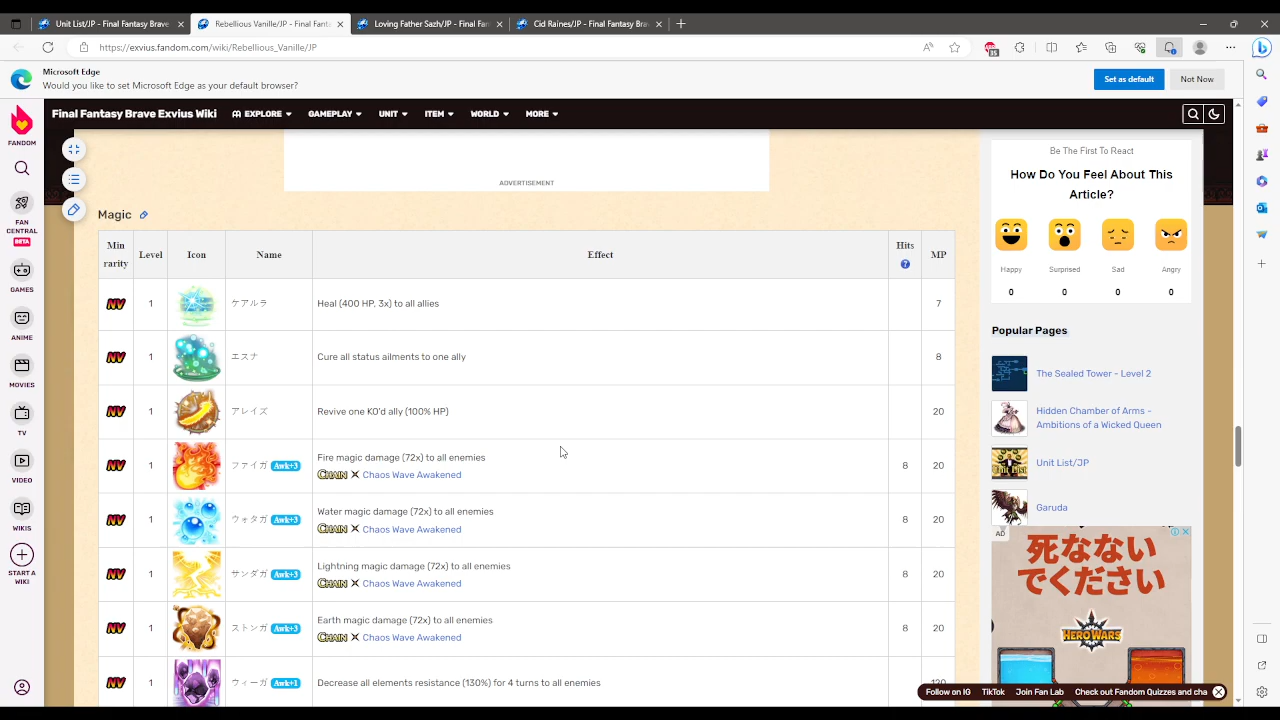 Unit List/JP - Final Fantasy Brave
Rebellious Vanille/JP - Final Fant
Loving Father Sazh/JP - Final Fan
Cid Raines/JP - Final Fantasy Brav
https://exvius.fandom.com/wiki/Rebellious_Vanille/JP
Microsoft Edge
Would you like to set Microsoft Edge as your default browser?
Set as default
Not Now
FANDOM
Final Fantasy Brave Exvius Wiki
EXPLORE
GAMEPLAY
UNIT
ITEM
WORLD
MORE
FAN CENTRAL
BETA
GAMES
ANIME
MOVIES
TV
VIDEO
WIKIS
START A WIKI
ADVERTISEMENT
Magic
Min rarity Level Icon Name Effect Hits MP
NV 1 ケアルラ Heal (400 HP, 3x) to all allies 7
NV 1 エスナ Cure all status ailments to one ally 8
NV 1 アレイズ Revive one KO'd ally (100% HP) 20
NV 1 ファイガ Awk+3 Fire magic damage (72x) to all enemies 8 20
CHAIN Chaos Wave Awakened
NV 1 ウォタガ Awk+3 Water magic damage (72x) to all enemies 8 20
CHAIN Chaos Wave Awakened
NV 1 サンダガ Awk+3 Lightning magic damage (72x) to all enemies 8 20
CHAIN Chaos Wave Awakened
NV 1 ストンガ Awk+3 Earth magic damage (72x) to all enemies 8 20
CHAIN Chaos Wave Awakened
NV 1 ウィーガ Awk+1 Decrease all elements resistance (130%) for 4 turns to all enemies
Be The First To React
How Do You Feel About This
Article?
Happy Surprised Sad Angry
0 0 0 0
Popular Pages
The Sealed Tower - Level 2
Hidden Chamber of Arms -
Ambitions of a Wicked Queen
Unit List/JP
Garuda
AD
死なない
でください
HERO WARS
Follow on IG TikTok Join Fan Lab Check out Fandom Quizzes and cha